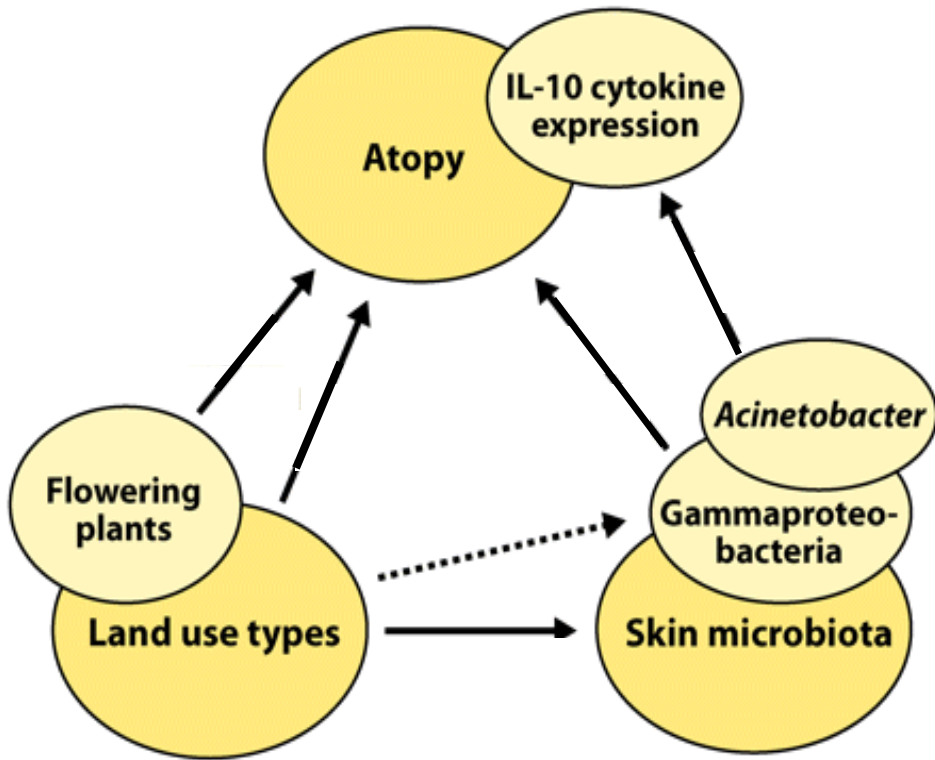 IL-10 cytokine
expression
Atopy
Acinetobacter
Flowering
plants
Gammaproteo-
bacteria
Land use types
Skin microbiota